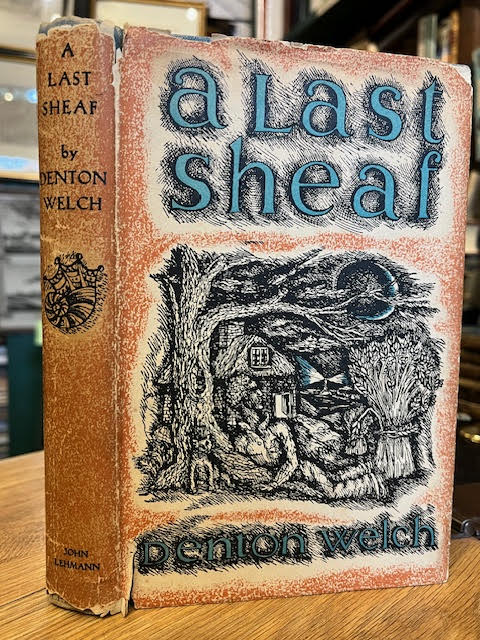 A
LAST
SHEAF
by
DENTON
WELCH
JOHN
LEHMANN
a Last
sheaf
Denton Welch